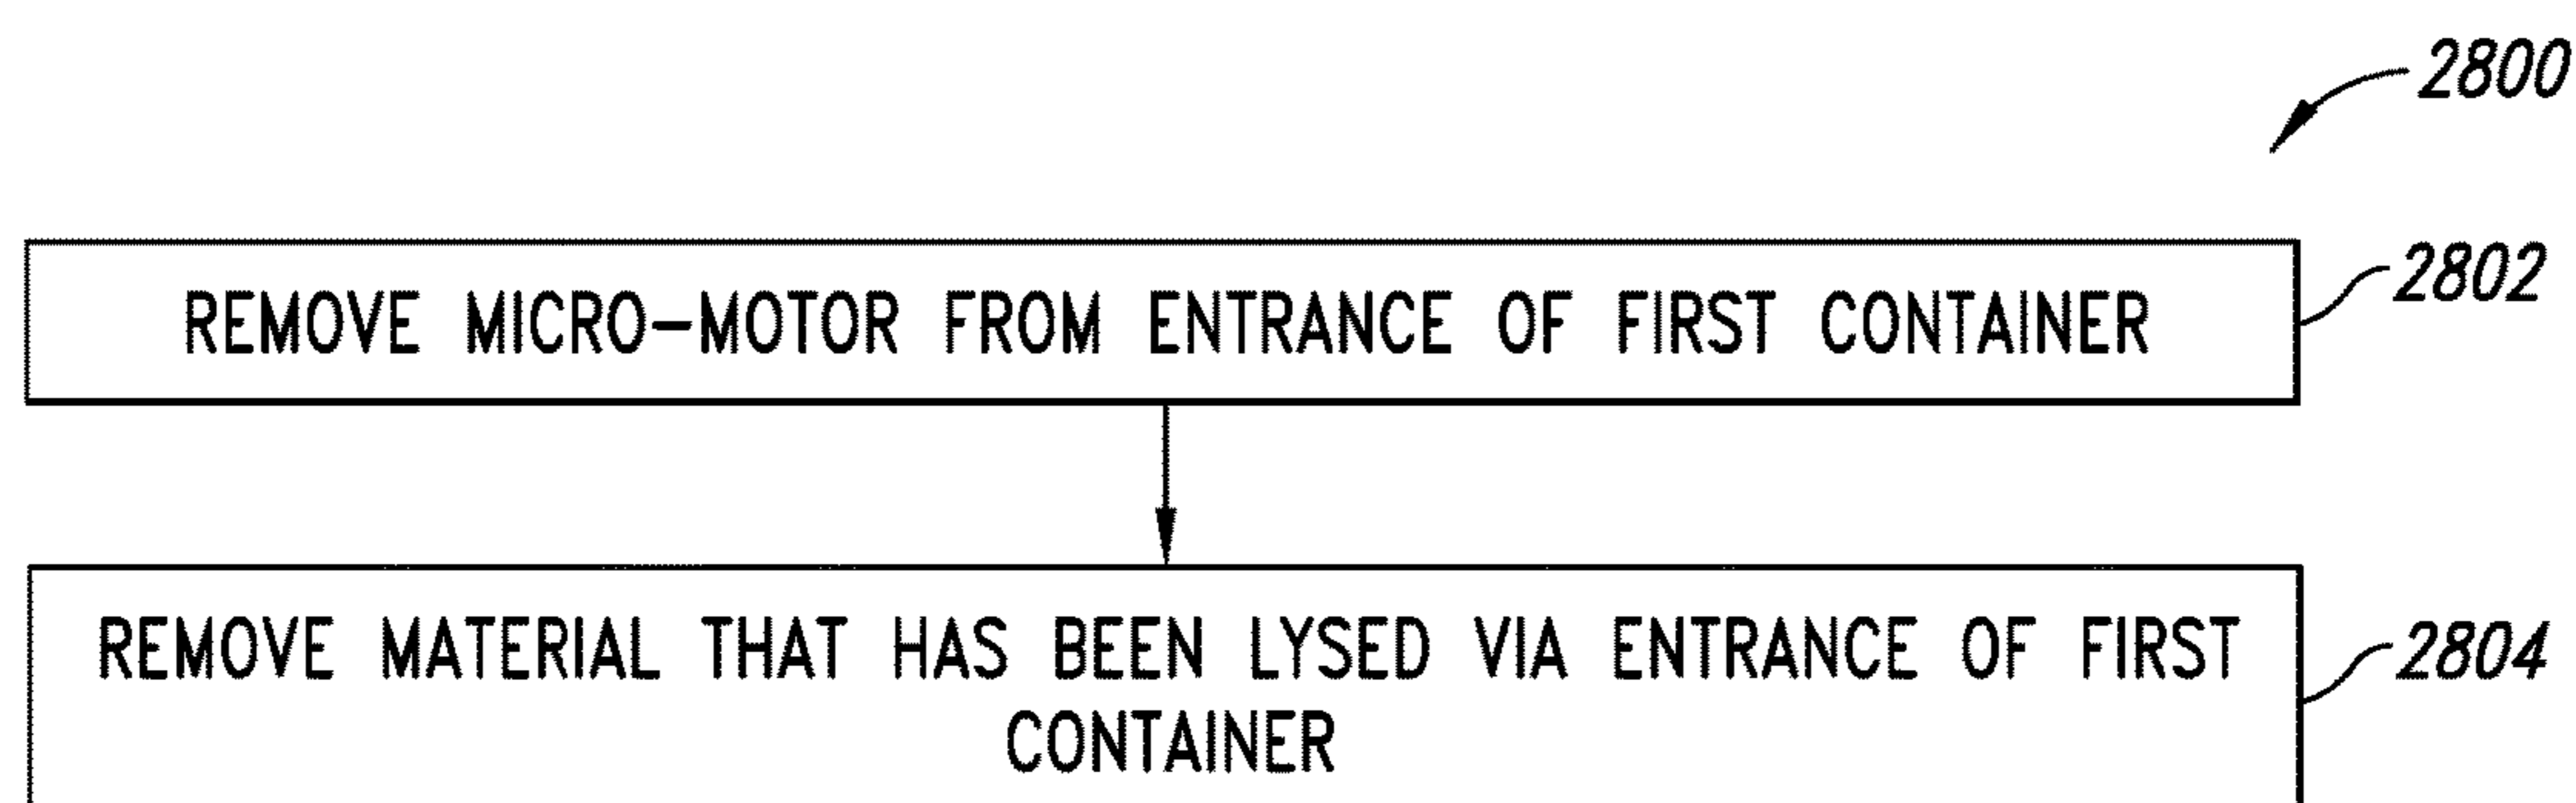 2800
REMOVE MICRO-MOTOR FROM ENTRANCE OF FIRST CONTAINER
2802
REMOVE MATERIAL THAT HAS BEEN LYSED VIA ENTRANCE OF FIRST
CONTAINER
2804